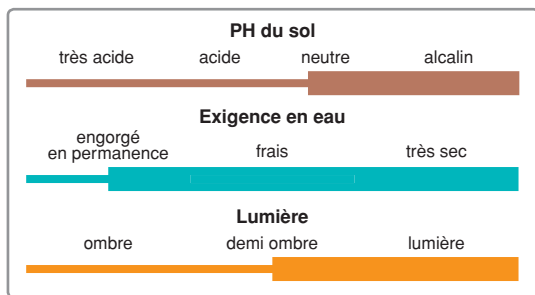 PH du sol
très acide acide neutre alcalin
Exigence en eau
engorgé
en permanence frais très sec
Lumière
ombre demi ombre lumière